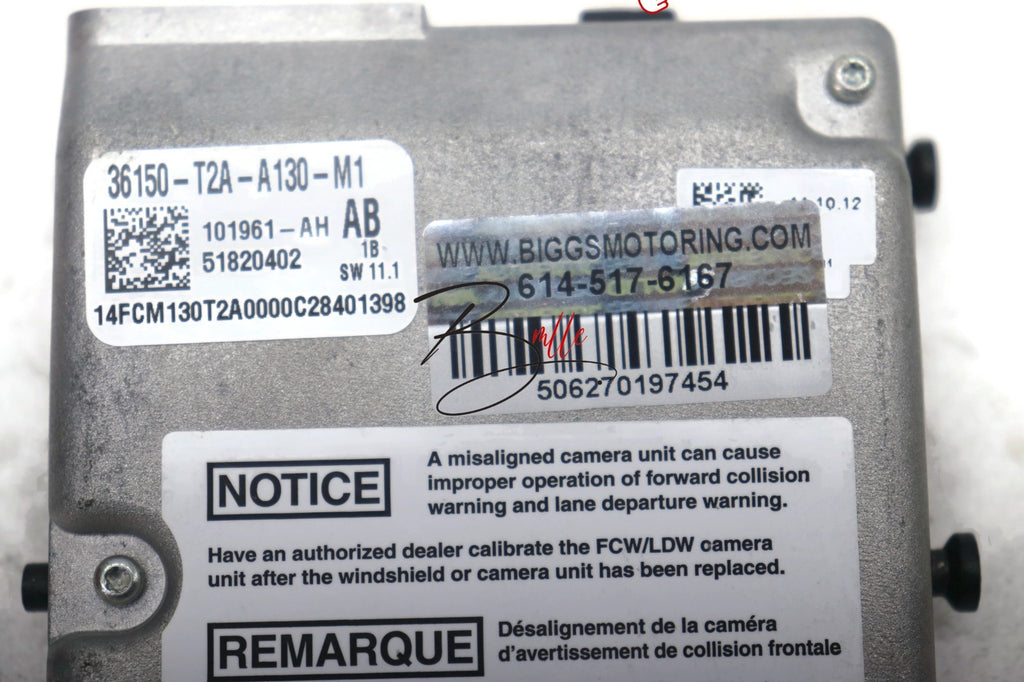 36150-T2A-A130-M1
101961-AH AB
1B
51820402
SW 11.1
14FCM130T2A0000C28401398
10.12
WWW.BIGGSMOTORING.COM
614-517-6167
506270197454
NOTICE
A misaligned camera unit can cause
improper operation of forward collision
warning and lane departure warning.
Have an authorized dealer calibrate the FCW/LDW camera
unit after the windshield or camera unit has been replaced.
REMARQUE
Désalignement de la caméra
d'avertissement de collision frontale